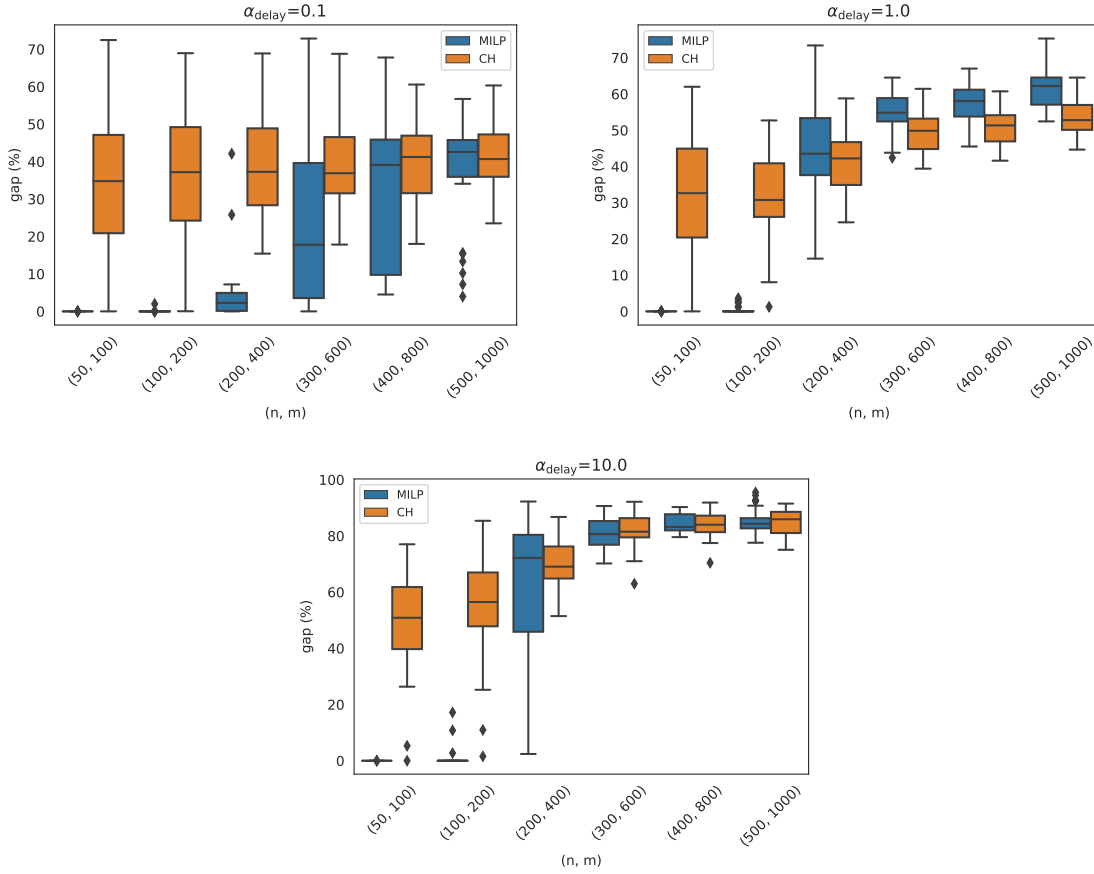 α_delay=0.1
MILP
CH
gap (%)
70
60
50
40
30
20
10
0
(50, 100)
(100, 200)
(200, 400)
(300, 600)
(400, 800)
(500, 1000)
(n, m)
α_delay=1.0
MILP
CH
gap (%)
70
60
50
40
30
20
10
0
(50, 100)
(100, 200)
(200, 400)
(300, 600)
(400, 800)
(500, 1000)
(n, m)
α_delay=10.0
MILP
CH
gap (%)
100
80
60
40
20
0
(50, 100)
(100, 200)
(200, 400)
(300, 600)
(400, 800)
(500, 1000)
(n, m)